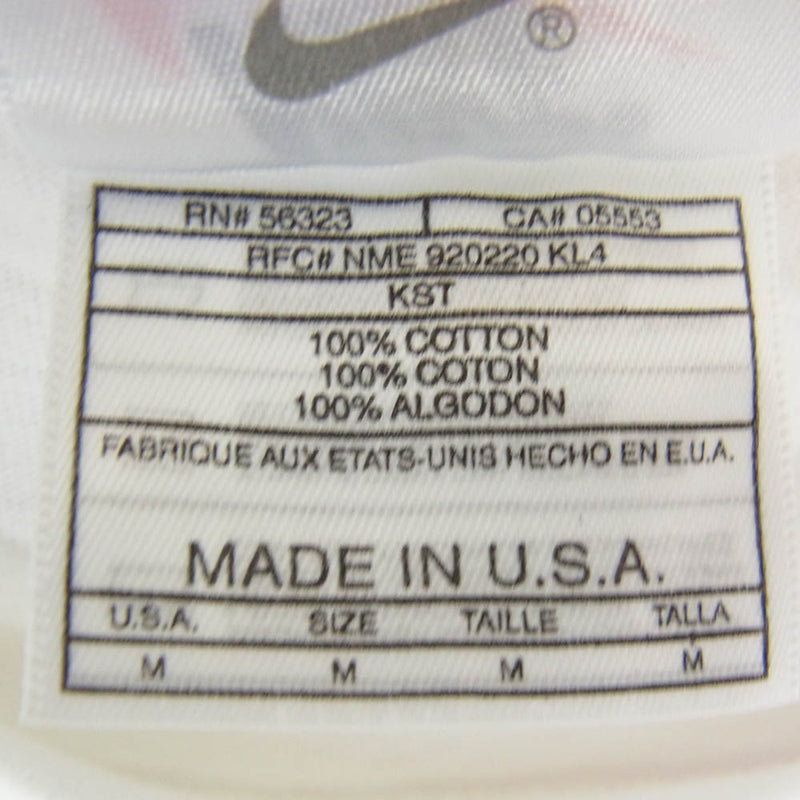 ®
RN# 56323 CA# 05553
RFC# NME 920220 KL4
KST
100% COTTON
100% COTON
100% ALGODON
FABRIQUE AUX ETATS-UNIS HECHO EN E.U.A.
MADE IN U.S.A.
U.S.A. SIZE TAILLE TALLA
M M M M